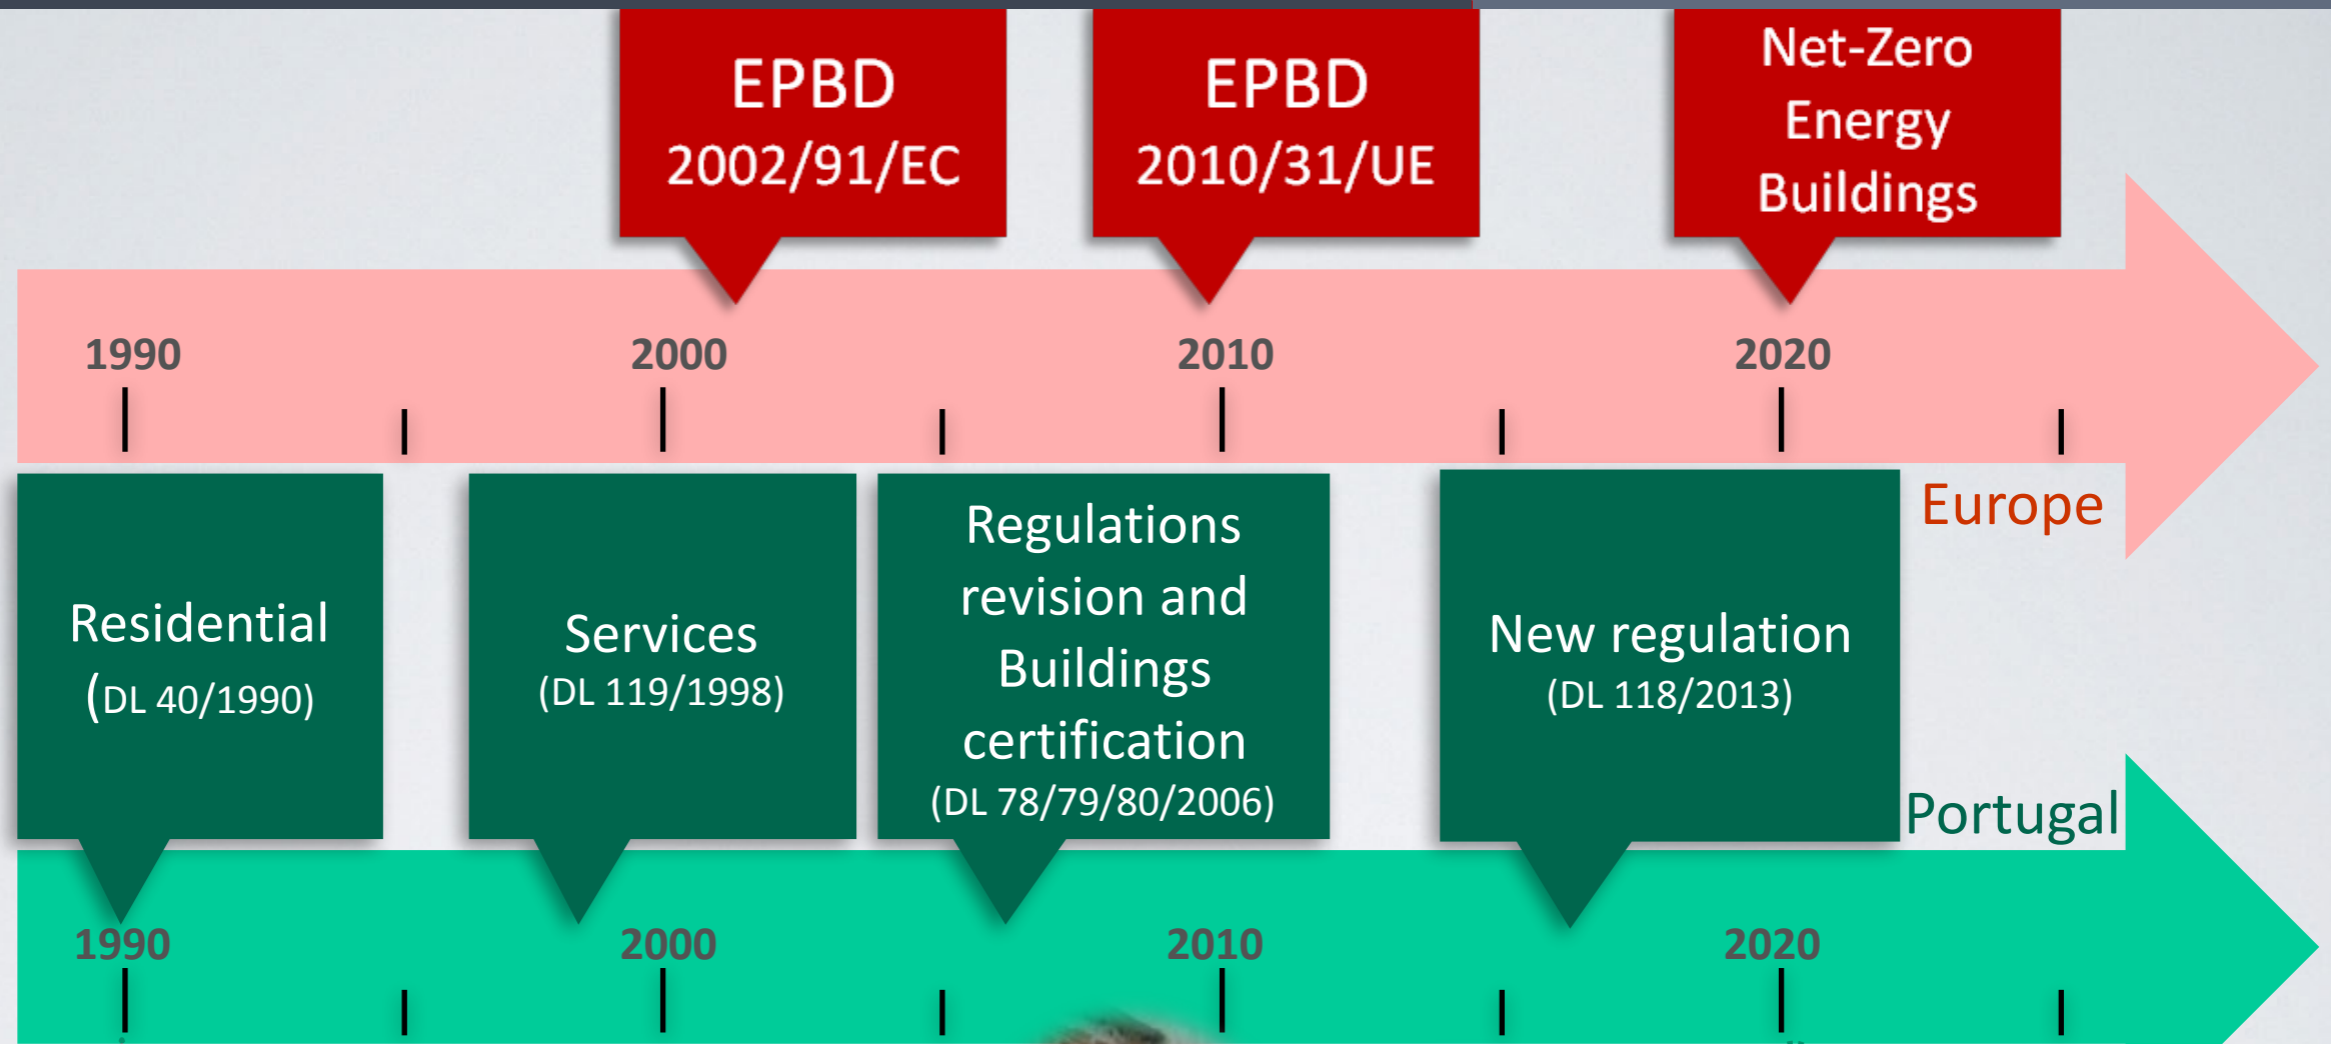 EPBD
2002/91/EC
EPBD
2010/31/UE
Net-Zero
Energy
Buildings
1990
2000
2010
2020
Europe
Residential
(DL 40/1990)
Services
(DL 119/1998)
Regulations
revision and
Buildings
certification
(DL 78/79/80/2006)
New regulation
(DL 118/2013)
Portugal
1990
2000
2010
2020